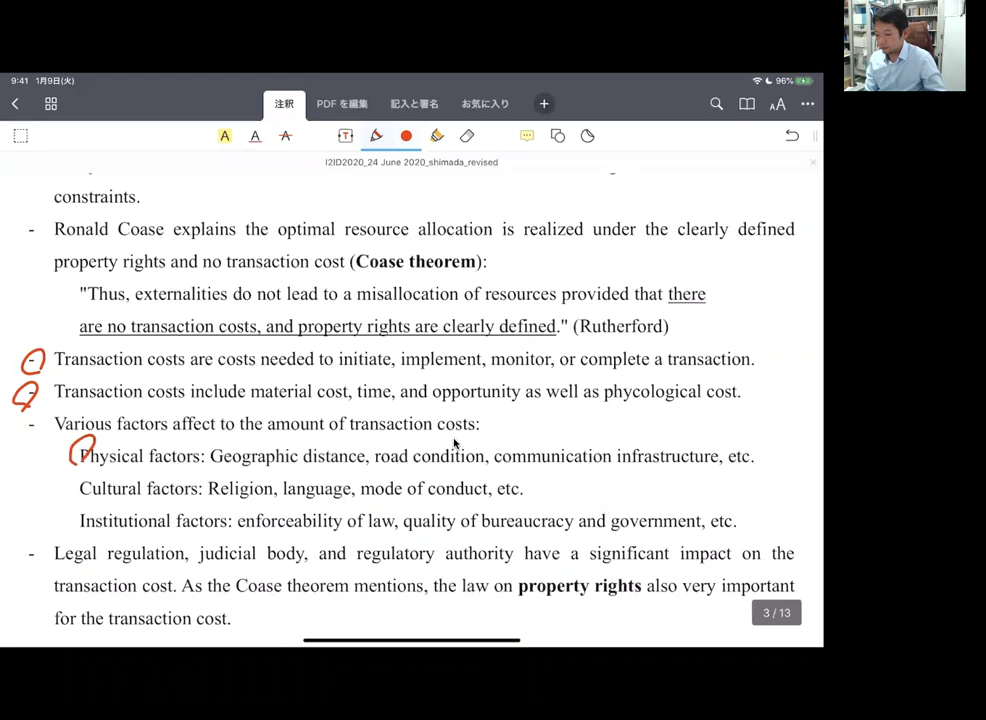 9:41 1月9日(火)
96%
注釈 PDF を編集 記入と署名 お気に入り
I2ID2020_24 June 2020_shimada_revised
constraints.
- Ronald Coase explains the optimal resource allocation is realized under the clearly defined
property rights and no transaction cost (Coase theorem):
"Thus, externalities do not lead to a misallocation of resources provided that there
are no transaction costs, and property rights are clearly defined." (Rutherford)
- Transaction costs are costs needed to initiate, implement, monitor, or complete a transaction.
- Transaction costs include material cost, time, and opportunity as well as phycological cost.
- Various factors affect to the amount of transaction costs:
Physical factors: Geographic distance, road condition, communication infrastructure, etc.
Cultural factors: Religion, language, mode of conduct, etc.
Institutional factors: enforceability of law, quality of bureaucracy and government, etc.
- Legal regulation, judicial body, and regulatory authority have a significant impact on the
transaction cost. As the Coase theorem mentions, the law on property rights also very important
for the transaction cost.
3 / 13